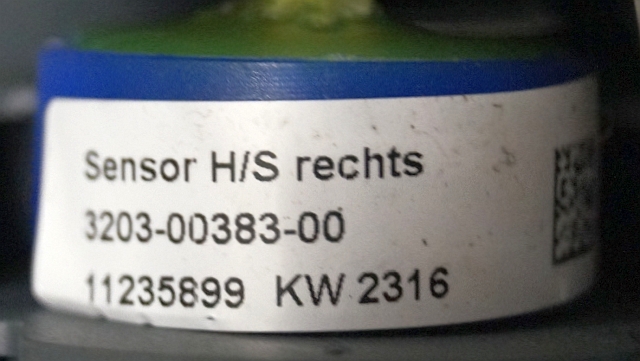 Sensor H/S rechts
3203-00383-00
11235899 KW 2316